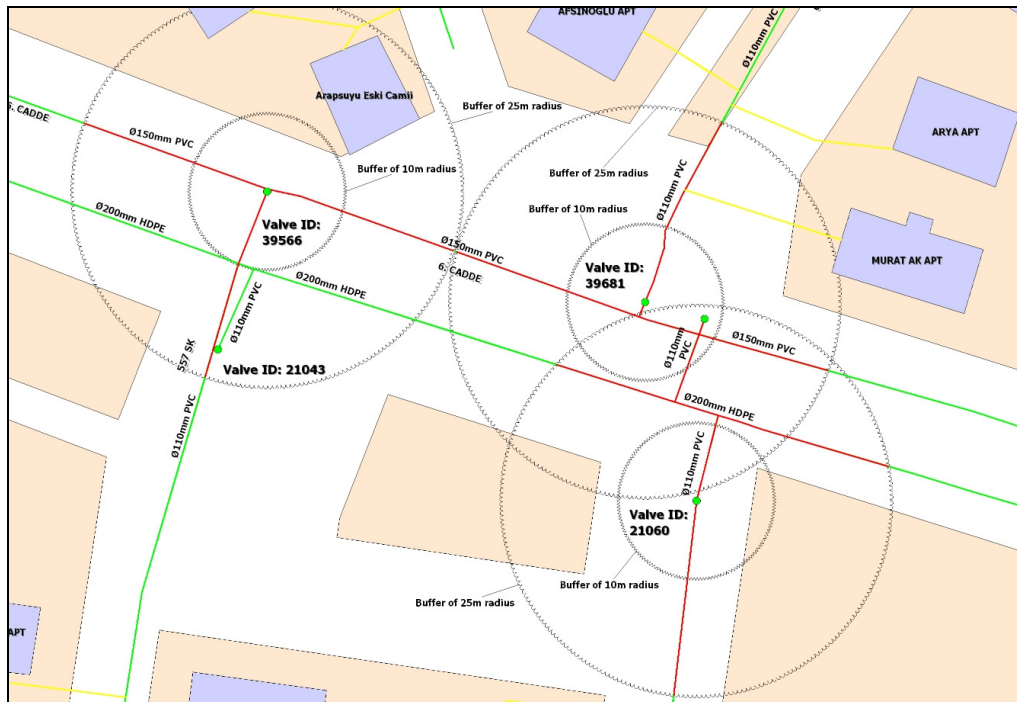 AFSINOGLU APT
Ø110mm PVC
6. CADDE
Arapsuyu Eski Camii
Buffer of 25m radius
Ø150mm PVC
ARYA APT
Buffer of 10m radius
Buffer of 25m radius
Ø110mm PVC
Ø200mm HDPE
Valve ID:
39566
Buffer of 10m radius
Ø150mm PVC
6. CADDE
MURAT AK APT
Valve ID:
39681
Ø200mm HDPE
Ø110mm PVC
Ø110mm
PVC
Ø150mm PVC
557 SK
Valve ID: 21043
Ø200mm HDPE
Ø110mm PVC
Ø110mm PVC
Valve ID:
21060
Buffer of 10m radius
Buffer of 25m radius
APT